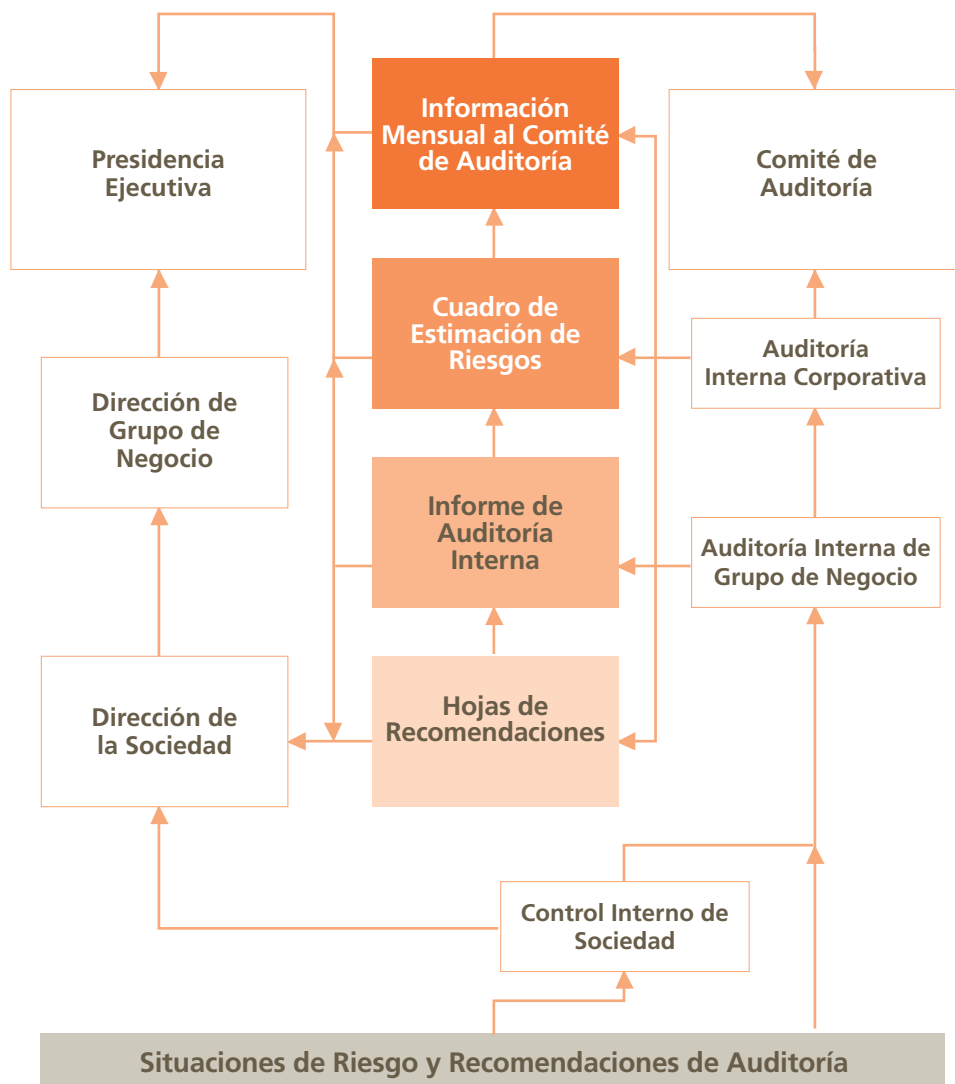 Información
Mensual al Comité
de Auditoría
Presidencia
Ejecutiva
Comité de
Auditoría
Cuadro de
Estimación de
Riesgos
Auditoría
Interna Corporativa
Dirección de
Grupo de
Negocio
Informe de
Auditoría
Interna
Auditoría Interna de
Grupo de Negocio
Dirección de
la Sociedad
Hojas de
Recomendaciones
Control Interno de
Sociedad
Situaciones de Riesgo y Recomendaciones de Auditoría